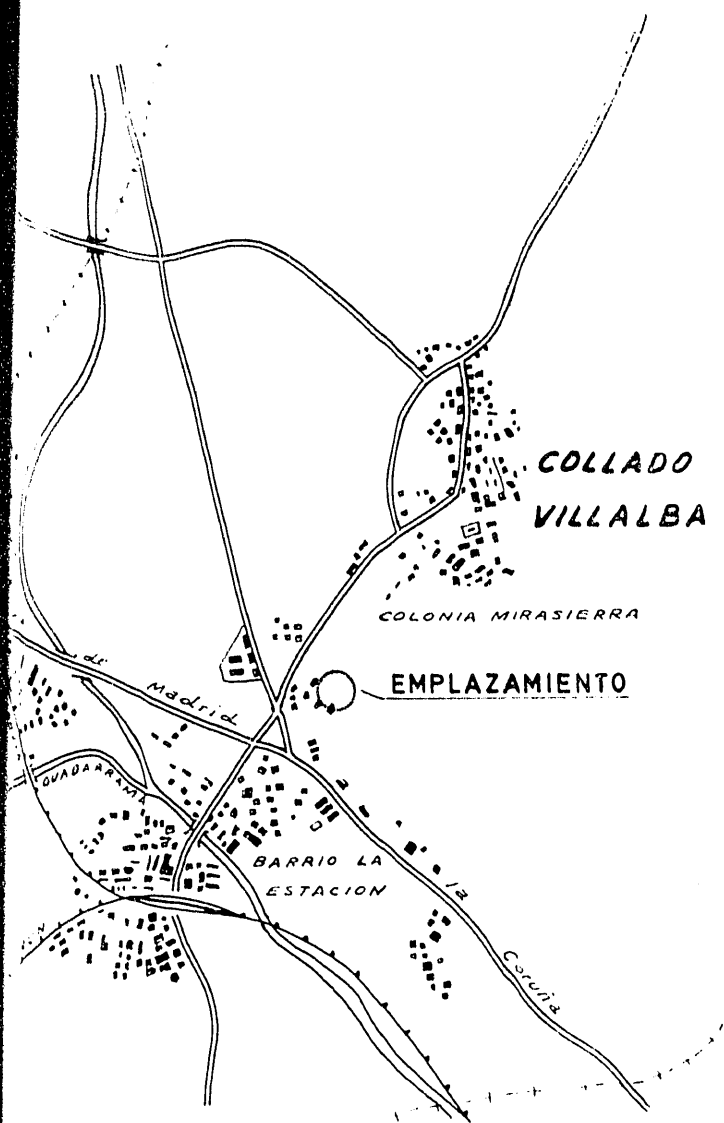 COLLADO
VILLALBA
COLONIA MIRASIERRA
EMPLAZAMIENTO
de Madrid a la Coruña
GUADARRAMA
BARRIO LA
ESTACION